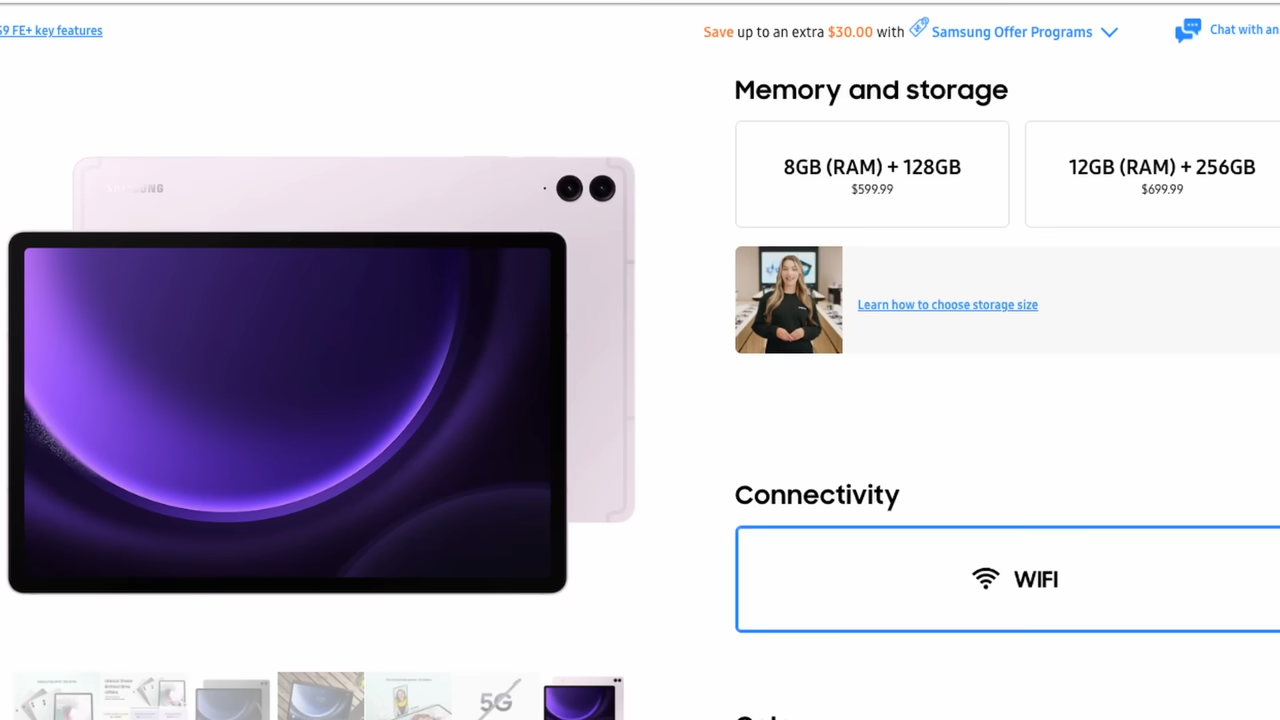 S9 FE+ key features
Save up to an extra $30.00 with Samsung Offer Programs
Chat with an
Memory and storage
8GB (RAM) + 128GB
$599.99
12GB (RAM) + 256GB
$699.99
SAMSUNG
Learn how to choose storage size
Connectivity
WIFI
5G